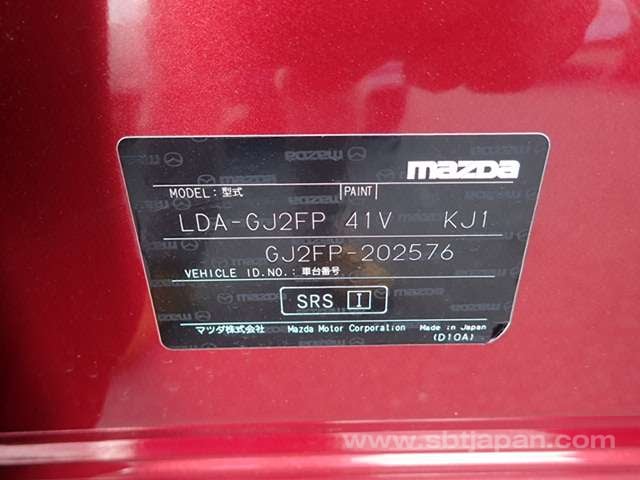 mazda
MODEL:型式 PAINT
LDA-GJ2FP 41V KJ1
GJ2FP-202576
VEHICLE ID.NO.:車台番号
SRS I
マツダ株式会社 Mazda Motor Corporation Made in Japan
(D10A)
www.sbtjapan.com